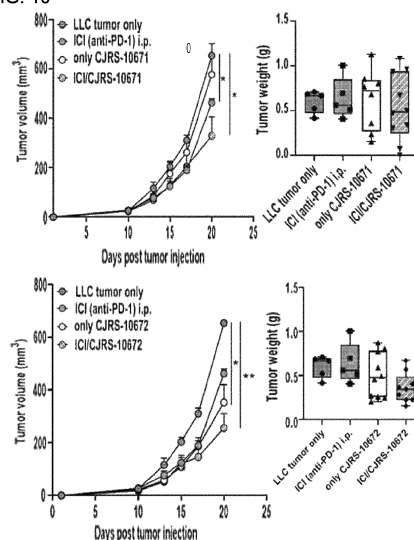 LLC tumor only
ICI (anti-PD-1) i.p.
only CJRS-10671
ICI/CJRS-10671
Tumor volume (mm³)
800
600
400
200
0
*
*
0
5
10
15
20
25
Days post tumor injection
Tumor weight (g)
1.5
1.0
0.5
0.0
LLC tumor only
ICI (anti-PD-1) i.p.
only CJRS-10671
ICI/CJRS-10671
LLC tumor only
ICI (anti-PD-1) i.p.
only CJRS-10672
ICI/CJRS-10672
Tumor volume (mm³)
800
600
400
200
0
*
**
0
5
10
15
20
25
Days post tumor injection
Tumor weight (g)
1.5
1.0
0.5
0.0
LLC tumor only
ICI (anti-PD-1) i.p.
only CJRS-10672
ICI/CJRS-10672